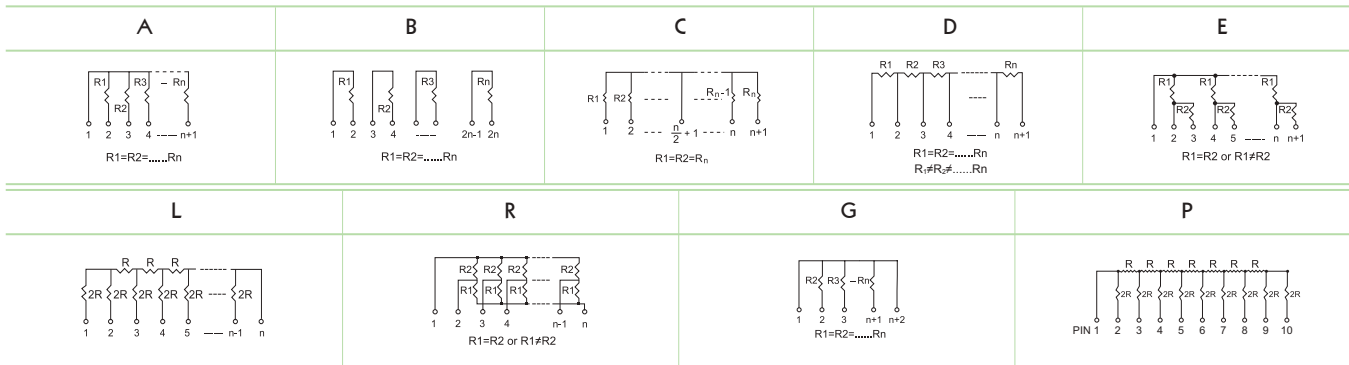 A B C D E
R1 R3 – Rn
R2
1 2 3 4 n+1
R1=R2=......Rn
R1 R3 Rn
R2
1 2 3 4 2n-1 2n
R1=R2=......Rn
R1 R2 Rn-1 Rn
1 2 n/2 + 1 n n+1
R1=R2=Rn
R1 R2 R3 Rn
1 2 3 4 n n+1
R1=R2=......Rn
R1≠R2≠......Rn
R1 R1 R1
R2 R2 R2
1 2 3 4 5 n n+1
R1=R2 or R1≠R2
L R G P
R R R
2R 2R 2R 2R 2R 2R
1 2 3 4 5 n-1 n
R2 R2 R2 R2
R1 R1 R1 R1
1 2 3 4 n-1 n
R1=R2 or R1≠R2
R2 R3 –Rn
1 2 3 n+1 n+2
R1=R2=......Rn
R R R R R R R
2R 2R 2R 2R 2R 2R 2R 2R 2R
PIN 1 2 3 4 5 6 7 8 9 10